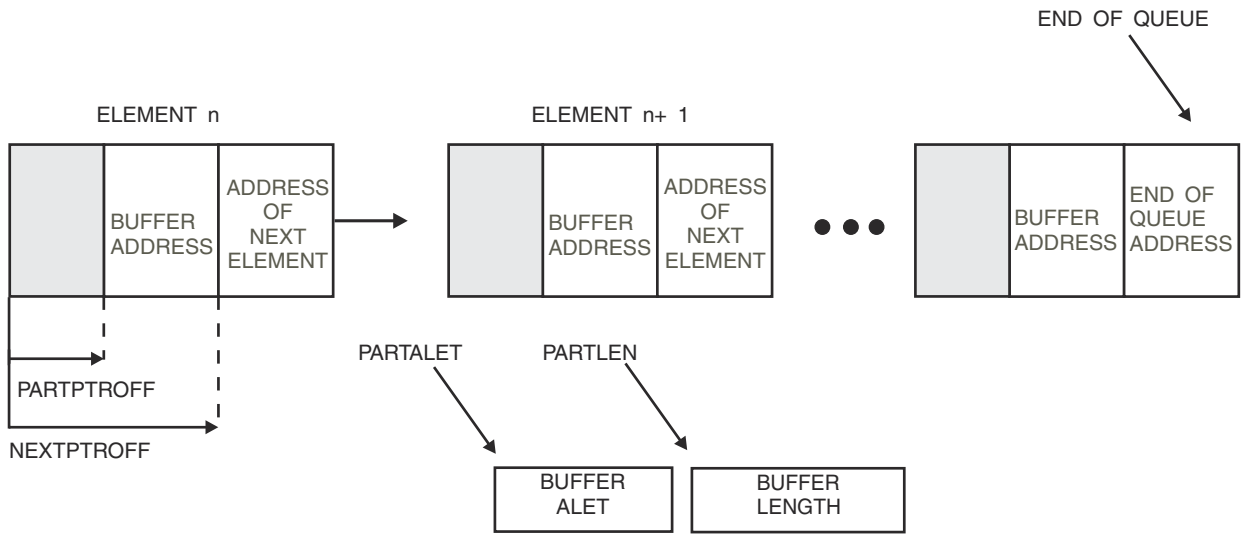 END OF QUEUE
ELEMENT n
ELEMENT n+ 1
BUFFER
ADDRESS
ADDRESS
OF
NEXT
ELEMENT
BUFFER
ADDRESS
ADDRESS
OF
NEXT
ELEMENT
BUFFER
ADDRESS
END OF
QUEUE
ADDRESS
PARTPTROFF
NEXTPTROFF
PARTALET
PARTLEN
BUFFER
ALET
BUFFER
LENGTH